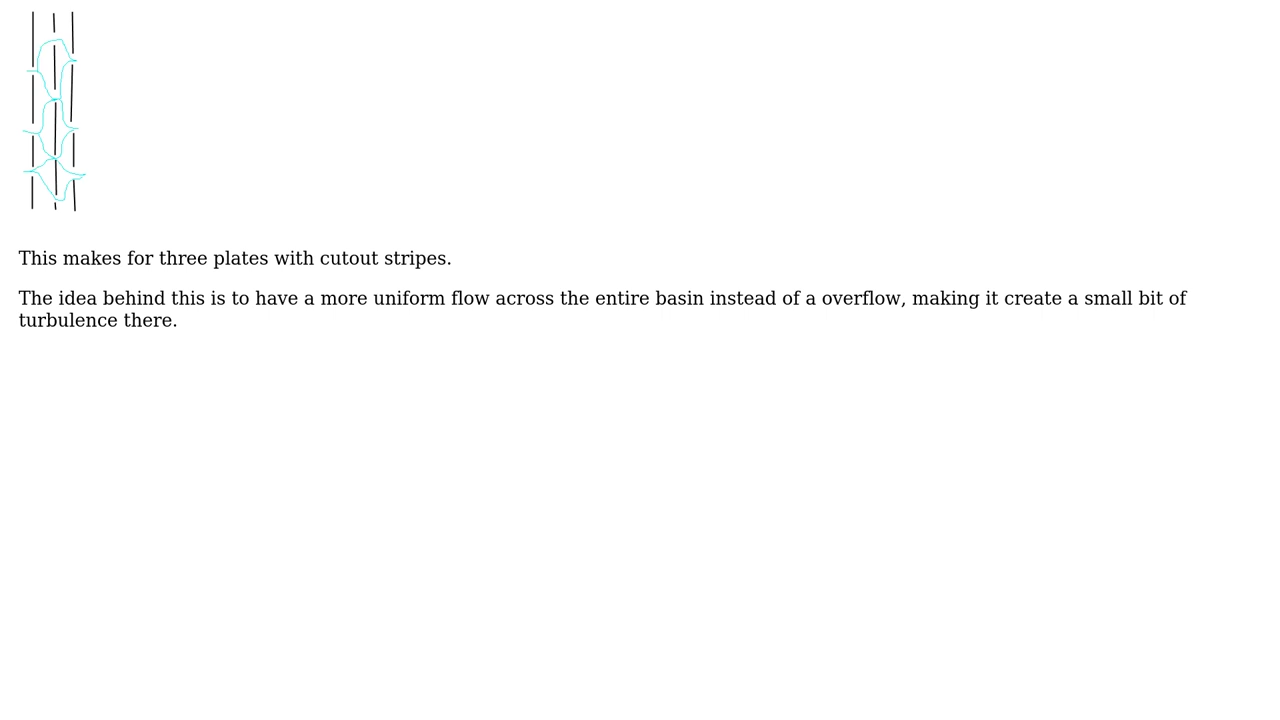 This makes for three plates with cutout stripes.
The idea behind this is to have a more uniform flow across the entire basin instead of a overflow, making it create a small bit of
turbulence there.